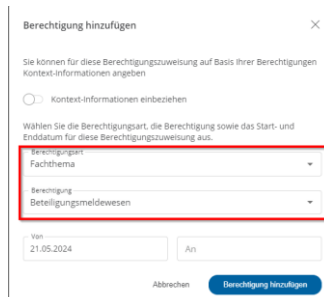 Berechtigung hinzufügen
Sie können für diese Berechtigungszuweisung auf Basis Ihrer Berechtigungen
Kontext-Informationen angeben
Kontext-Informationen einbeziehen
Wählen Sie die Berechtigungsart, die Berechtigung sowie das Start- und
Enddatum für diese Berechtigungszuweisung aus.
Berechtigungsart
Fachthema
Berechtigung
Beteiligungsmeldewesen
Von
21.05.2024 An
Abbrechen Berechtigung hinzufügen